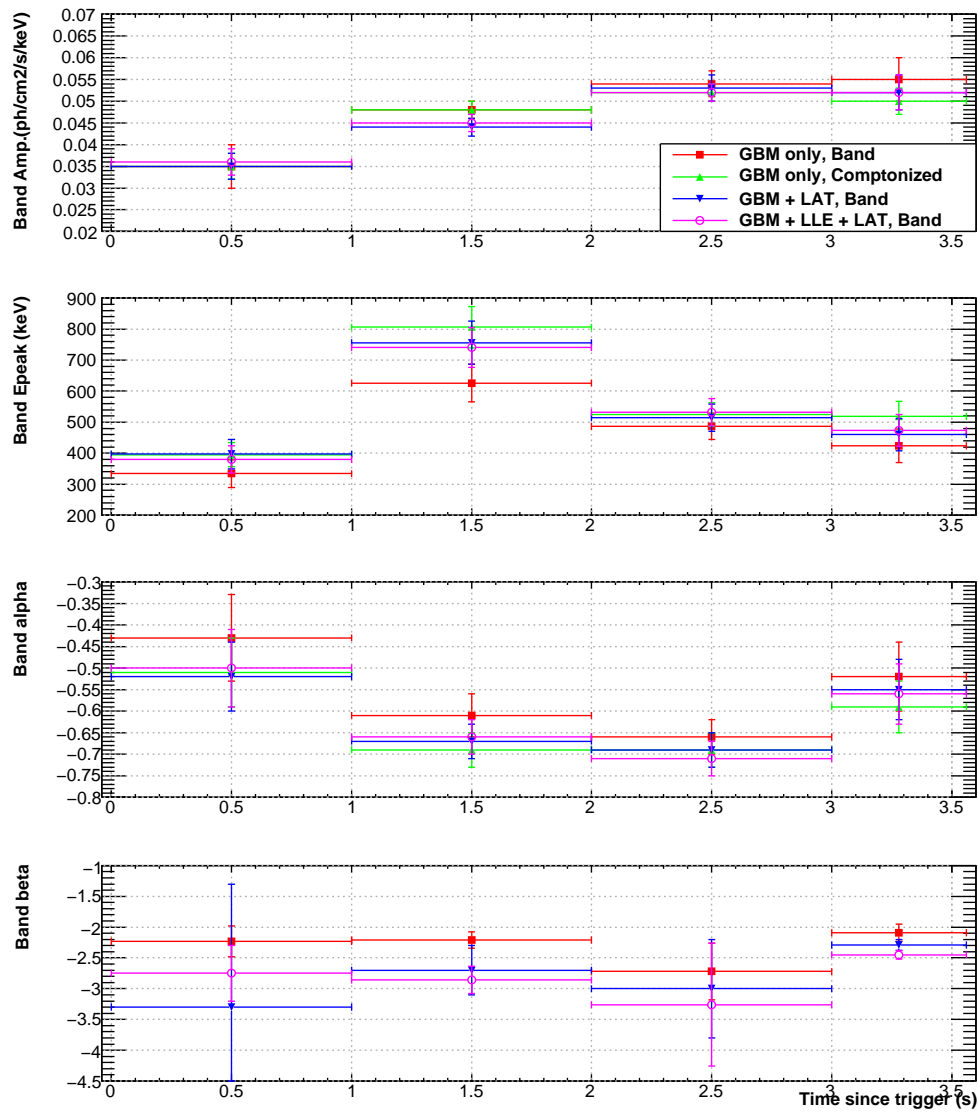 Band Amp.(ph/cm2/s/keV)
0.07
0.065
0.06
0.055
0.05
0.045
0.04
0.035
0.03
0.025
0.02
0 0.5 1 1.5 2 2.5 3 3.5
GBM only, Band
GBM only, Comptonized
GBM + LAT, Band
GBM + LLE + LAT, Band
Band Epeak (keV)
900
800
700
600
500
400
300
200
0 0.5 1 1.5 2 2.5 3 3.5
Band alpha
−0.3
−0.35
−0.4
−0.45
−0.5
−0.55
−0.6
−0.65
−0.7
−0.75
−0.8
0 0.5 1 1.5 2 2.5 3 3.5
Band beta
−1
−1.5
−2
−2.5
−3
−3.5
−4
−4.5
0 0.5 1 1.5 2 2.5 3 3.5
Time since trigger (s)